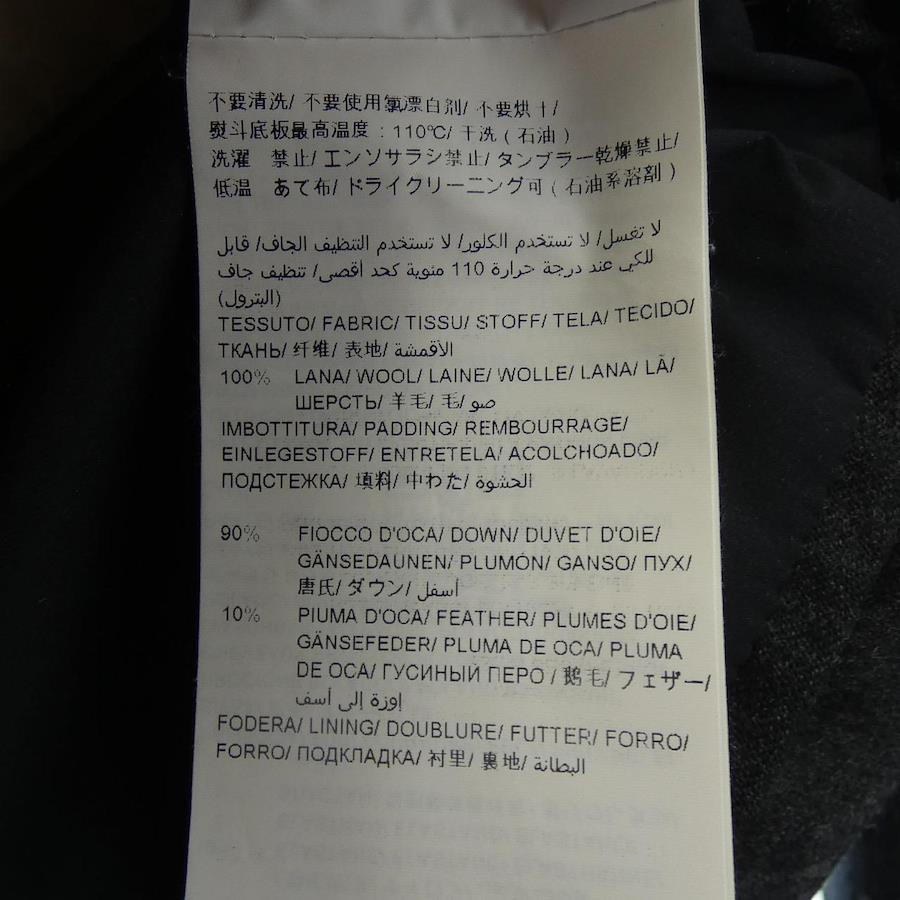 不要清洗/ 不要使用氯漂白剂/ 不要烘干/
熨斗底板最高温度 : 110℃/ 干洗 ( 石油 )
洗濯 禁止/ エンソサラシ禁止/ タンブラー乾燥禁止/
低温 あて布/ ドライクリーニング可 ( 石油系溶剤 )
لا تغسل/ لا تستخدم الكلور/ لا تستخدم التنظيف الجاف/ قابل
للكي عند درجة حرارة 110 مئوية كحد أقصى/ تنظيف جاف
(البترول)
TESSUTO/ FABRIC/ TISSU/ STOFF/ TELA/ TECIDO/
ТКАНЬ/ 纤维/ 表地/ الأقمشة
100% LANA/ WOOL/ LAINE/ WOLLE/ LANA/ LÃ/
ШЕРСТЬ/ 羊毛/ 毛/ صو
IMBOTTITURA/ PADDING/ REMBOURRAGE/
EINLEGESTOFF/ ENTRETELA/ ACOLCHOADO/
ПОДСТЕЖКА/ 填料/ 中わた/ الحشوة
90% FIOCCO D'OCA/ DOWN/ DUVET D'OIE/
GÄNSEDAUNEN/ PLUMÓN/ GANSO/ ПУХ/
唐氏/ ダウン/ أسفل
10% PIUMA D'OCA/ FEATHER/ PLUMES D'OIE/
GÄNSEFEDER/ PLUMA DE OCA/ PLUMA
DE OCA/ ГУСИНЫЙ ПЕРО / 鹅毛/ フェザー/
إوزة إلى أسف
FODERA/ LINING/ DOUBLURE/ FUTTER/ FORRO/
FORRO/ ПОДКЛАДКА/ 衬里/ 裏地/ البطانة